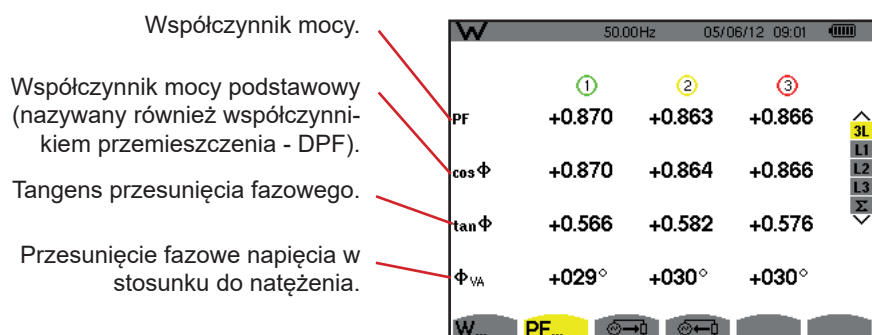 Współczynnik mocy.
Współczynnik mocy podstawowy
(nazywany również współczynni-
kiem przemieszczenia - DPF).
Tangens przesunięcia fazowego.
Przesunięcie fazowe napięcia w
stosunku do natężenia.
W 50.00Hz 05/06/12 09:01
1 2 3
PF +0.870 +0.863 +0.866
cos Φ +0.870 +0.864 +0.866
tan Φ +0.566 +0.582 +0.576
Φ VA +029° +030° +030°
3L
L1
L2
L3
Σ
W... PF...